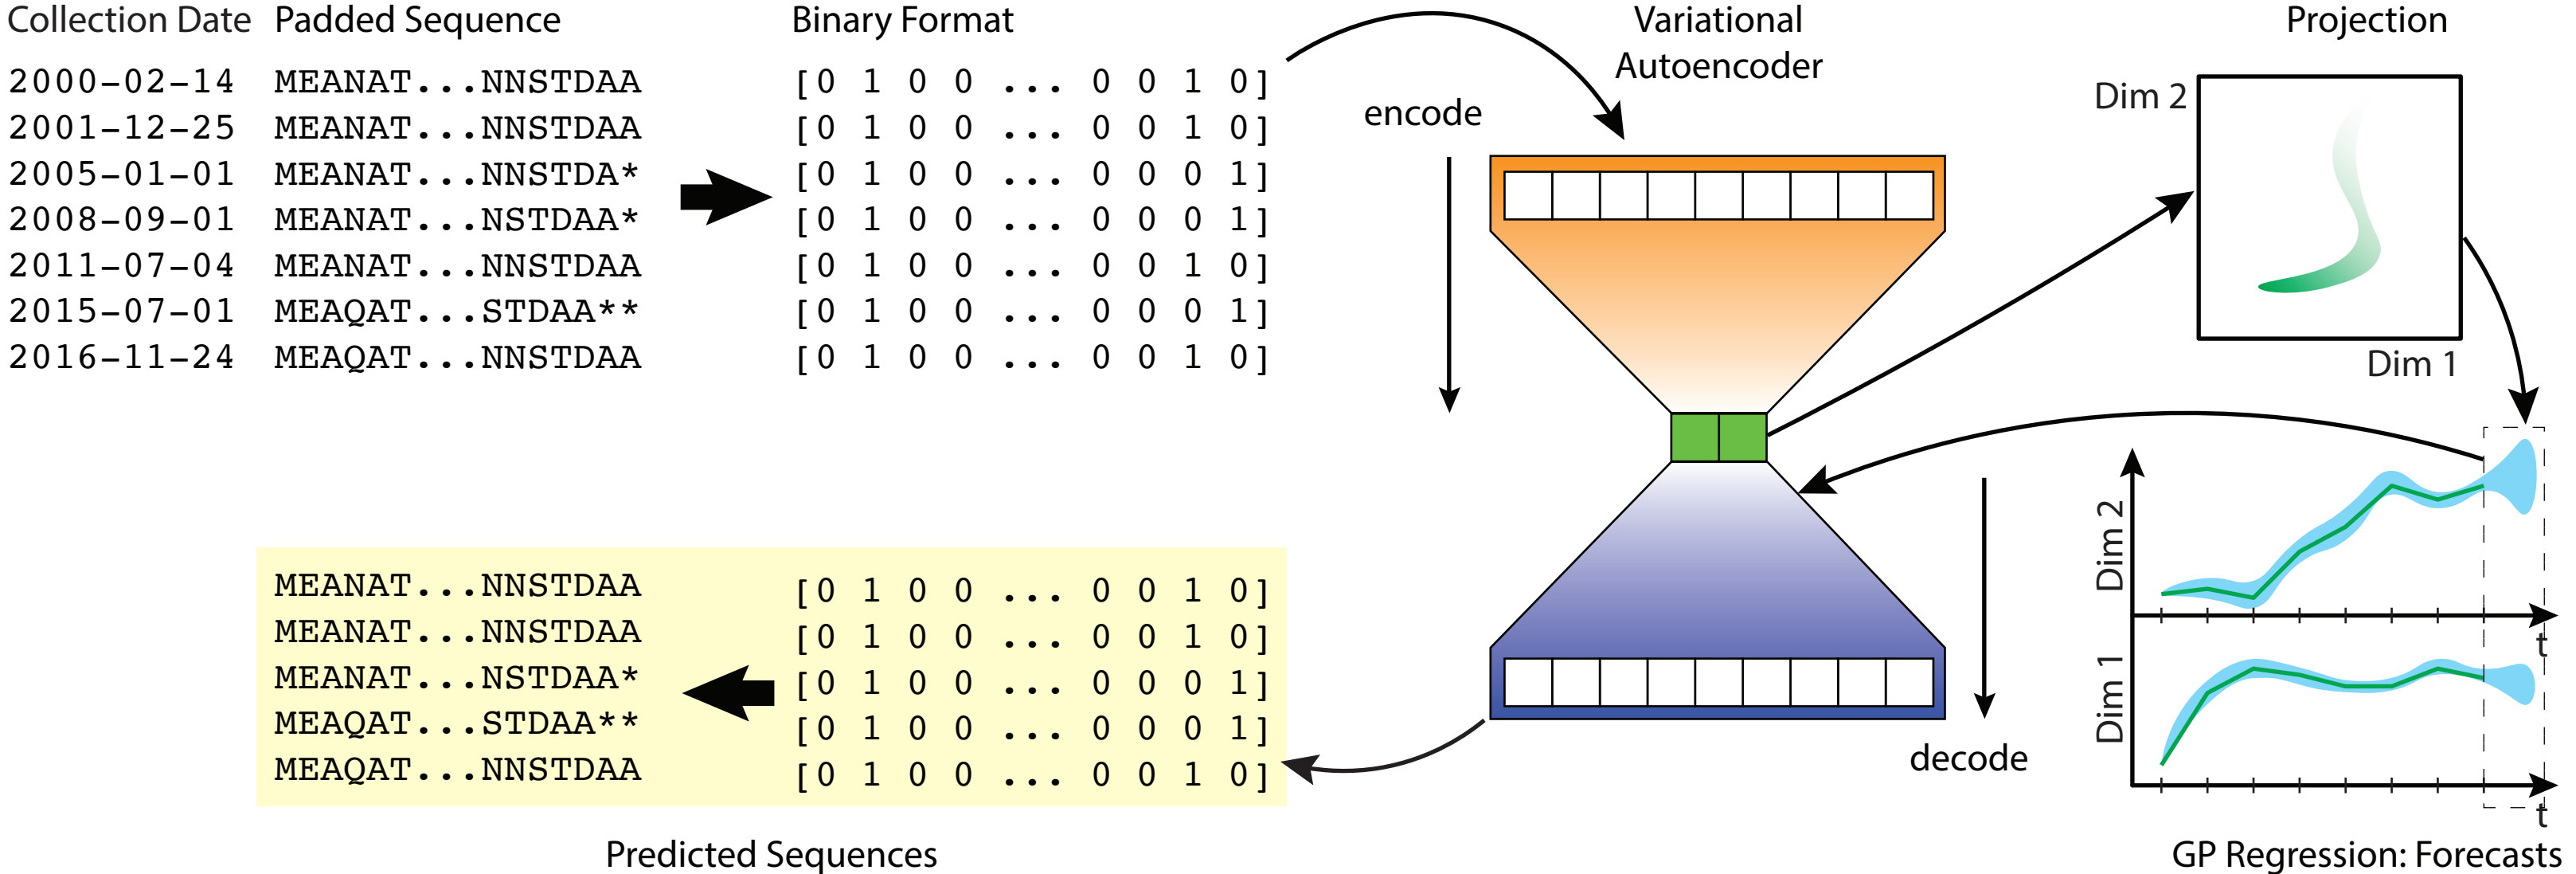 Collection Date Padded Sequence Binary Format
2000-02-14 MEANAT...NNSTDAA [0 1 0 0 ... 0 0 1 0]
2001-12-25 MEANAT...NNSTDAA [0 1 0 0 ... 0 0 1 0]
2005-01-01 MEANAT...NNSTDA* [0 1 0 0 ... 0 0 0 1]
2008-09-01 MEANAT...NSTDAA* [0 1 0 0 ... 0 0 0 1]
2011-07-04 MEANAT...NNSTDAA [0 1 0 0 ... 0 0 1 0]
2015-07-01 MEAQAT...STDAA** [0 1 0 0 ... 0 0 0 1]
2016-11-24 MEAQAT...NNSTDAA [0 1 0 0 ... 0 0 1 0]
Variational
Autoencoder
encode
decode
Projection
Dim 2
Dim 1
Dim 2
t
Dim 1
t
GP Regression: Forecasts
MEANAT...NNSTDAA [0 1 0 0 ... 0 0 1 0]
MEANAT...NNSTDAA [0 1 0 0 ... 0 0 1 0]
MEANAT...NSTDAA* [0 1 0 0 ... 0 0 0 1]
MEAQAT...STDAA** [0 1 0 0 ... 0 0 0 1]
MEAQAT...NNSTDAA [0 1 0 0 ... 0 0 1 0]
Predicted Sequences